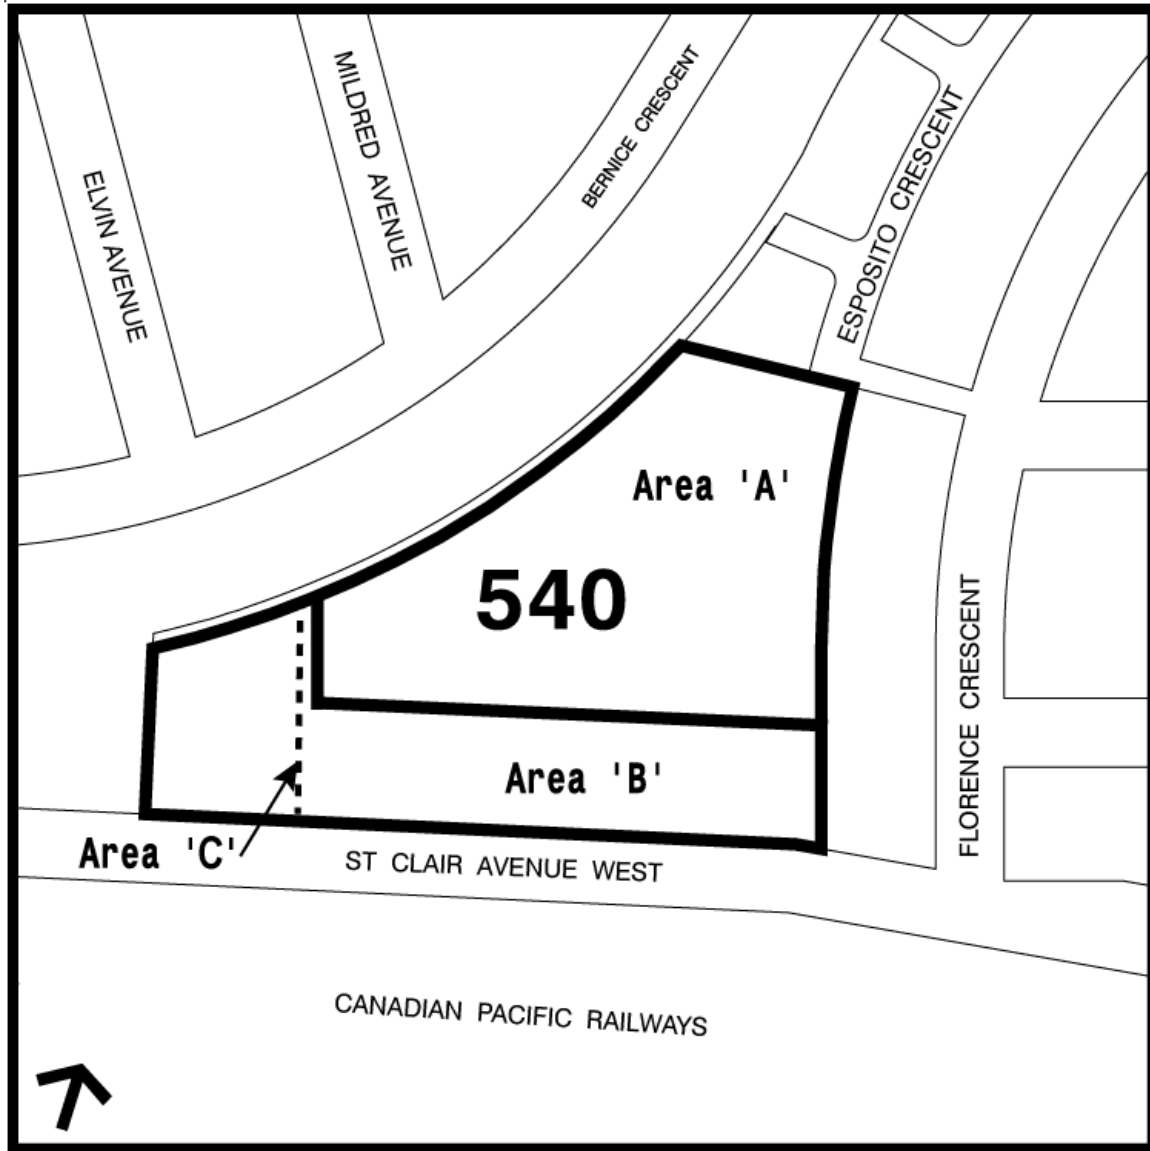 MILDRED AVENUE
BERNICE CRESCENT
ELVIN AVENUE
ESPOSITO CRESCENT
Area 'A'
540
FLORENCE CRESCENT
Area 'B'
Area 'C'
ST CLAIR AVENUE WEST
CANADIAN PACIFIC RAILWAYS